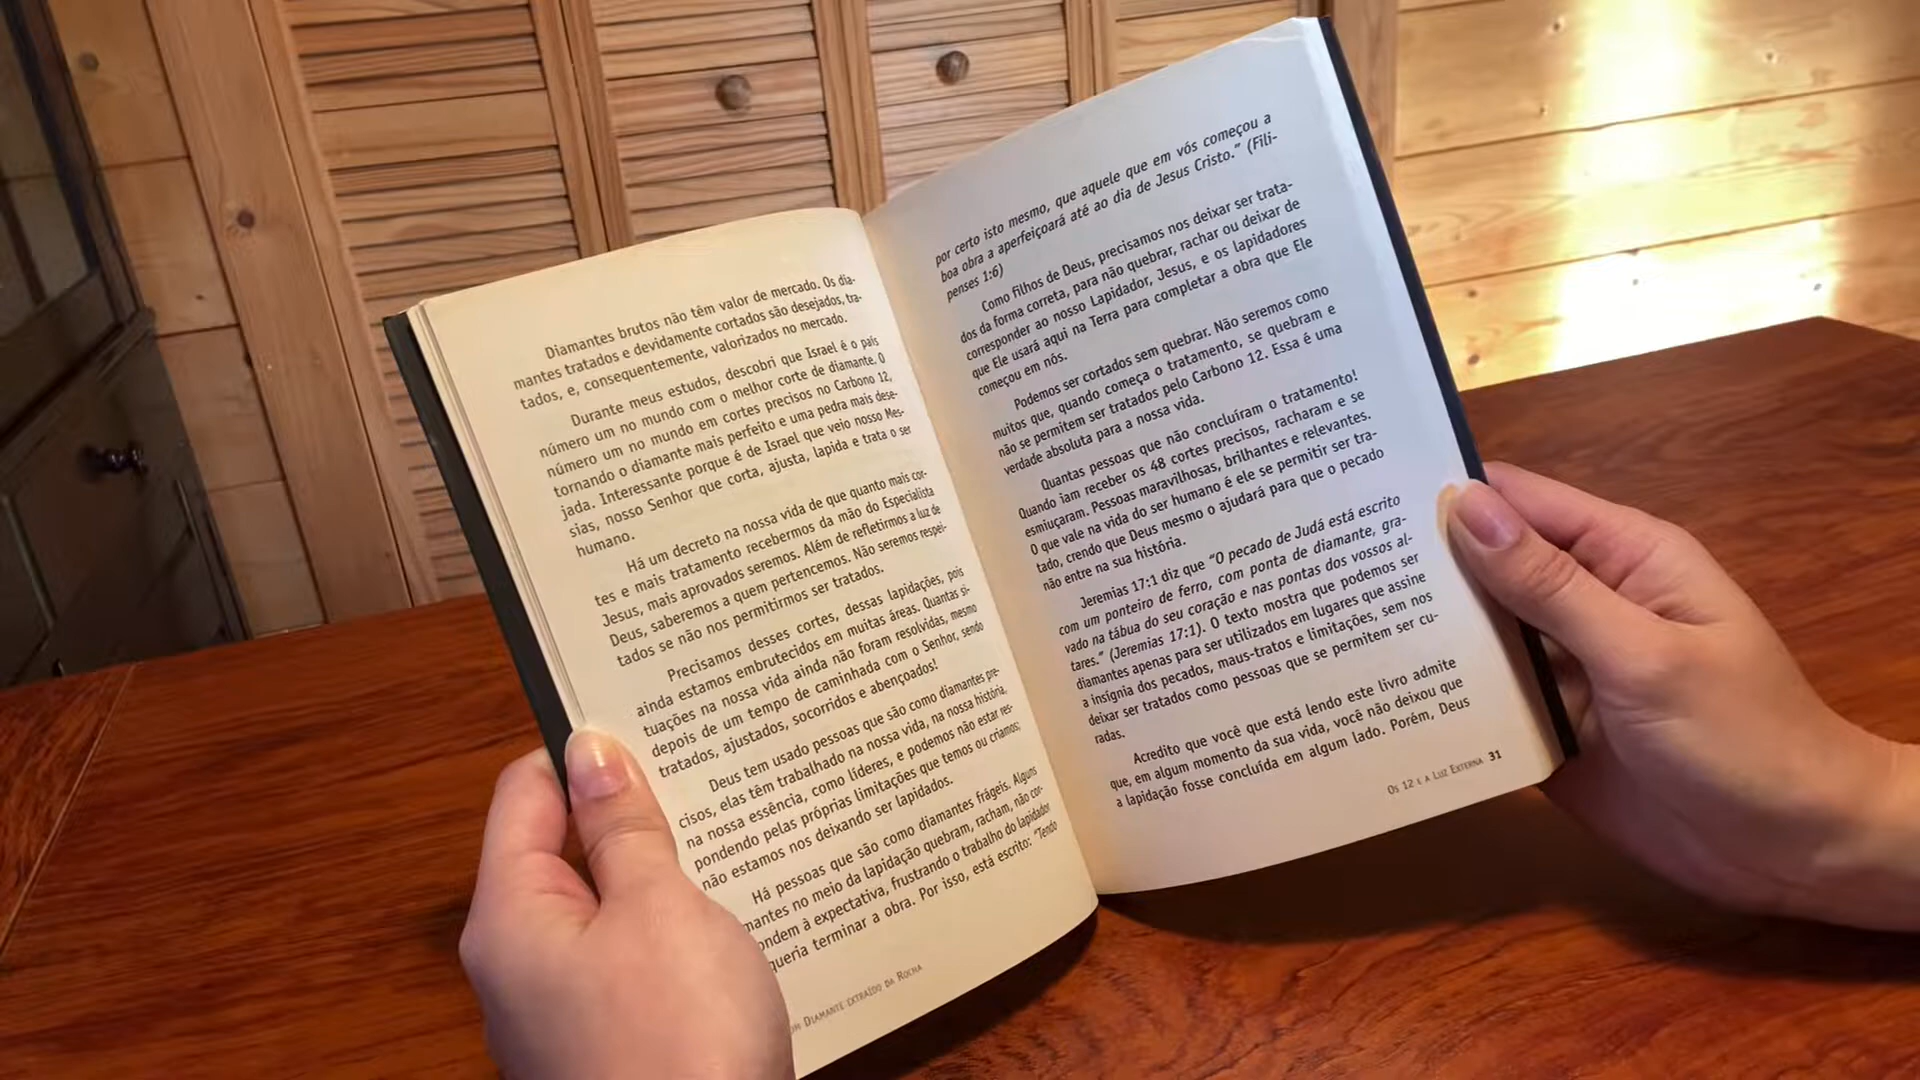 Diamantes brutos não têm valor de mercado. Os dia-
mantes tratados e devidamente cortados são desejados, tra-
tados, e, consequentemente, valorizados no mercado.
Durante meus estudos, descobri que Israel é o país
número um no mundo com o melhor corte de diamante. O
número um no mundo em cortes precisos no Carbono 12,
tornando o diamante mais perfeito e uma pedra mais dese-
jada. Interessante porque é de Israel que veio nosso Mes-
sias, nosso Senhor que corta, ajusta, lapida e trata o ser
humano.
Há um decreto na nossa vida de que quanto mais cor-
tes e mais tratamento recebermos da mão do Especialista
Jesus, mais aprovados seremos. Além de refletirmos a luz de
Deus, saberemos a quem pertencemos. Não seremos respei-
tados se não nos permitirmos ser tratados.
Precisamos desses cortes, dessas lapidações, pois
ainda estamos embrutecidos em muitas áreas. Quantas si-
tuações na nossa vida ainda não foram resolvidas, mesmo
depois de um tempo de caminhada com o Senhor, sendo
tratados, ajustados, socorridos e abençoados!
Deus tem usado pessoas que são como diamantes pre-
cisos, elas têm trabalhado na nossa vida, na nossa história,
na nossa essência, como líderes, e podemos não estar res-
pondendo pelas próprias limitações que temos ou criamos;
não estamos nos deixando ser lapidados.
Há pessoas que são como diamantes frágeis. Alguns
mantes no meio da lapidação quebram, racham, não cor-
ondem à expectativa, frustrando o trabalho do lapidador
queria terminar a obra. Por isso, está escrito: "Tendo
Diamante extraído da Rocha
por certo isto mesmo, que aquele que em vós começou a
boa obra a aperfeiçoará até ao dia de Jesus Cristo." (Fili-
penses 1:6)
Como filhos de Deus, precisamos nos deixar ser trata-
dos da forma correta, para não quebrar, rachar ou deixar de
corresponder ao nosso Lapidador, Jesus, e os lapidadores
que Ele usará aqui na Terra para completar a obra que Ele
começou em nós.
Podemos ser cortados sem quebrar. Não seremos como
muitos que, quando começa o tratamento, se quebram e
não se permitem ser tratados pelo Carbono 12. Essa é uma
verdade absoluta para a nossa vida.
Quantas pessoas que não concluíram o tratamento!
Quando iam receber os 48 cortes precisos, racharam e se
esmiuçaram. Pessoas maravilhosas, brilhantes e relevantes.
O que vale na vida do ser humano é ele se permitir ser tra-
tado, crendo que Deus mesmo o ajudará para que o pecado
não entre na sua história.
Jeremias 17:1 diz que "O pecado de Judá está escrito
com um ponteiro de ferro, com ponta de diamante, gra-
vado na tábua do seu coração e nas pontas dos vossos al-
tares." (Jeremias 17:1). O texto mostra que podemos ser
diamantes apenas para ser utilizados em lugares que assine
a insígnia dos pecados, maus-tratos e limitações, sem nos
deixar ser tratados como pessoas que se permitem ser cu-
radas.
Acredito que você que está lendo este livro admite
que, em algum momento da sua vida, você não deixou que
a lapidação fosse concluída em algum lado. Porém, Deus
Os 12 e a Luz Externa 31